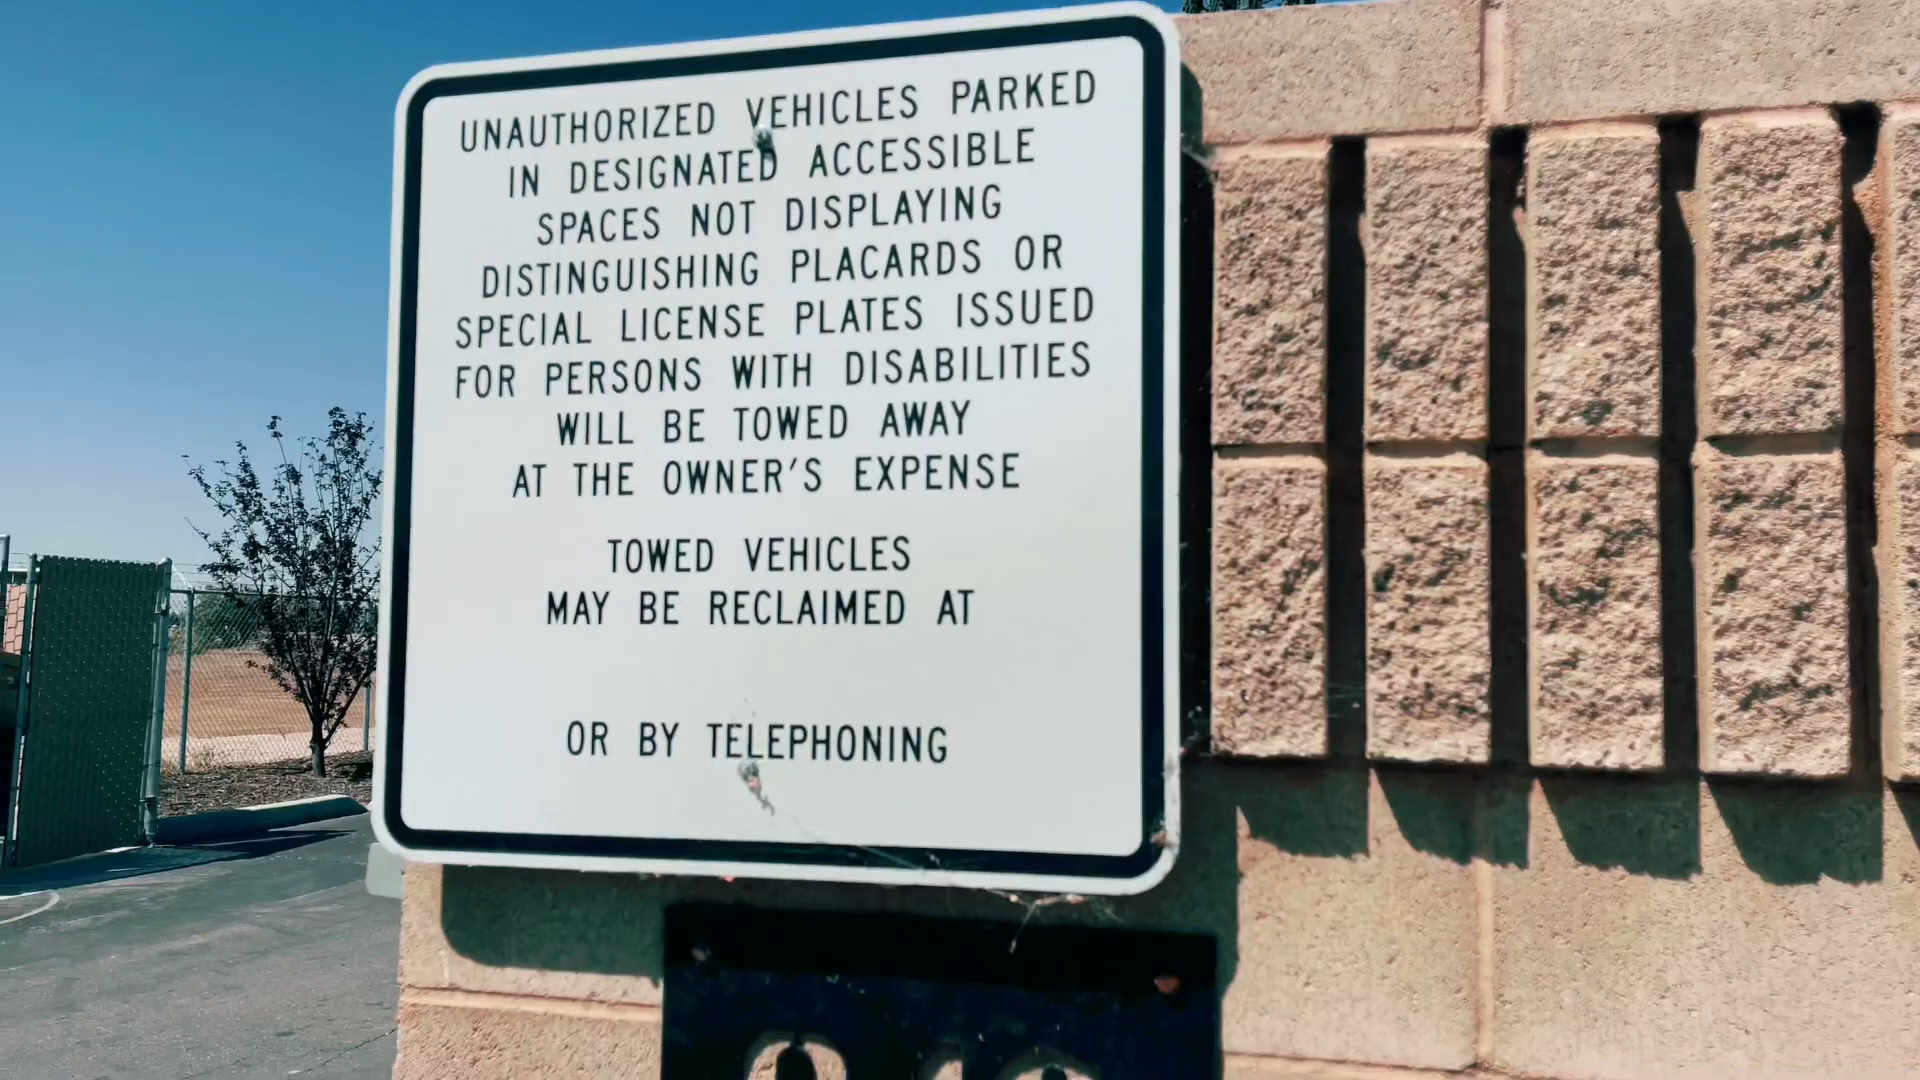 UNAUTHORIZED VEHICLES PARKED
IN DESIGNATED ACCESSIBLE
SPACES NOT DISPLAYING
DISTINGUISHING PLACARDS OR
SPECIAL LICENSE PLATES ISSUED
FOR PERSONS WITH DISABILITIES
WILL BE TOWED AWAY
AT THE OWNER'S EXPENSE
TOWED VEHICLES
MAY BE RECLAIMED AT
OR BY TELEPHONING